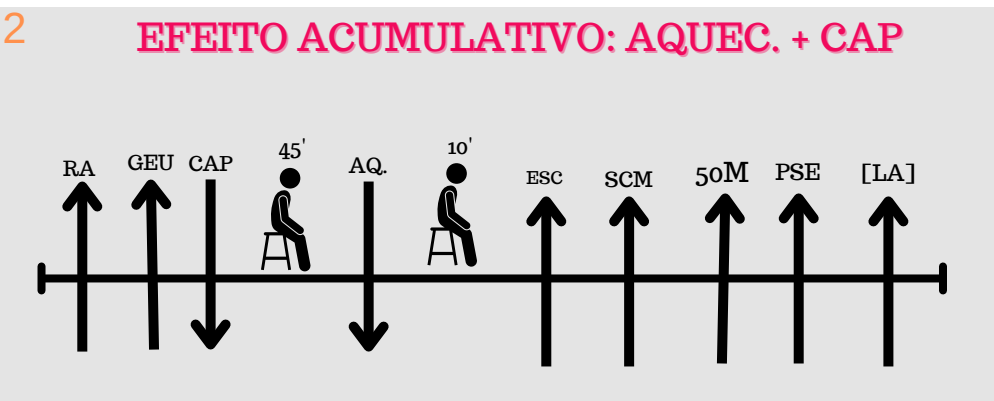 2
EFEITO ACUMULATIVO: AQUEC. + CAP
RA
GEU
CAP
45'
AQ.
10'
ESC
SCM
50M
PSE
[LA]